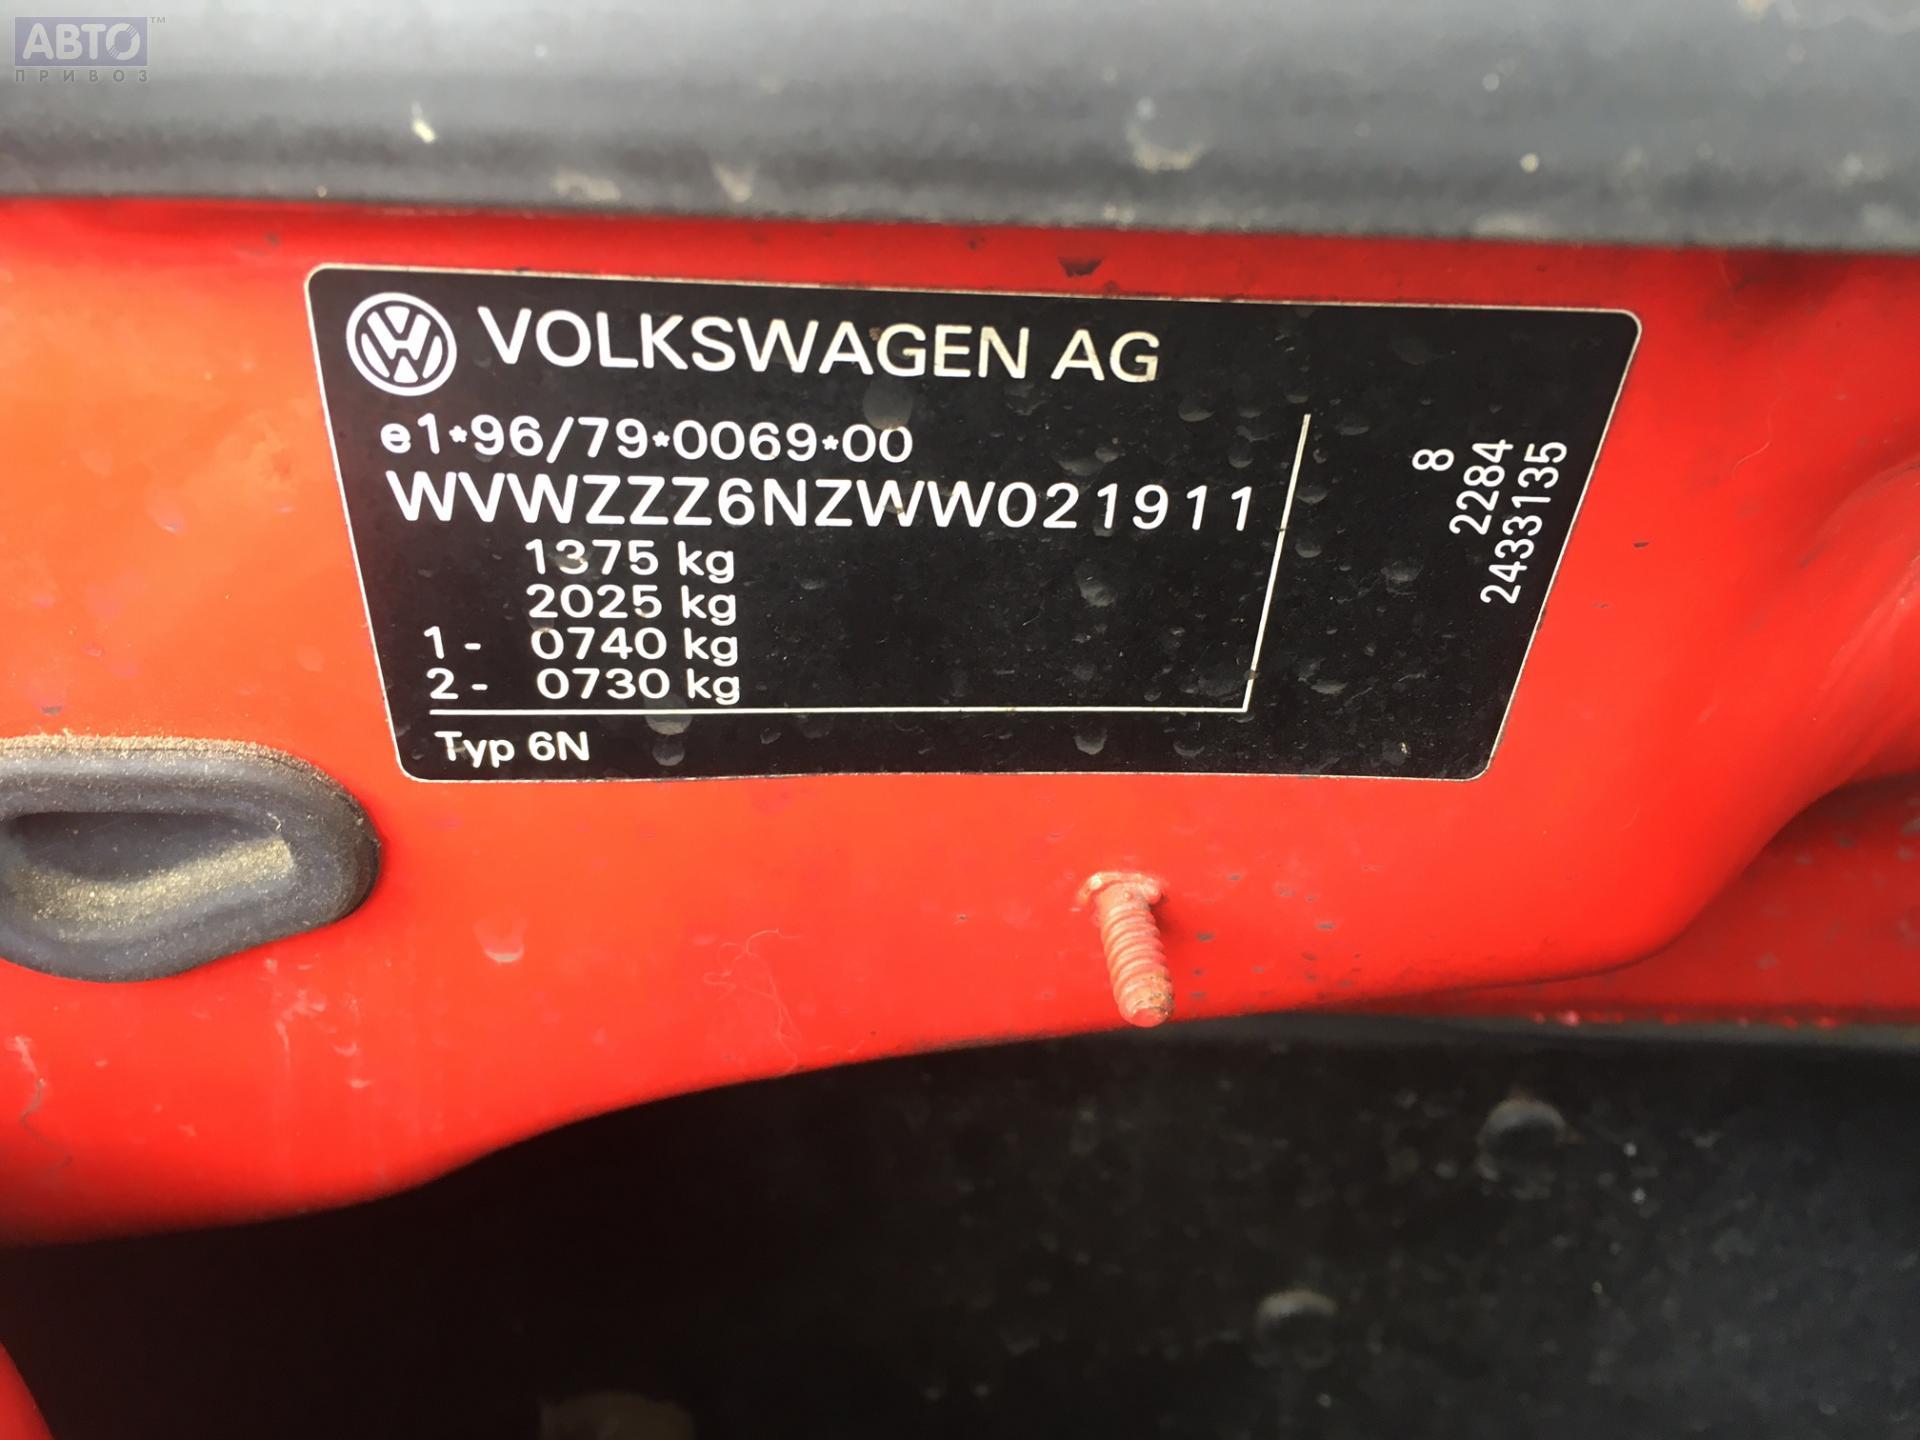 АВТО™
ПРИВОЗ
VOLKSWAGEN AG
e1*96/79*0069*00
WVWZZZ6NZWW021911
1375 kg
2025 kg
1- 0740 kg
2- 0730 kg
Typ 6N
8
2284
2433135